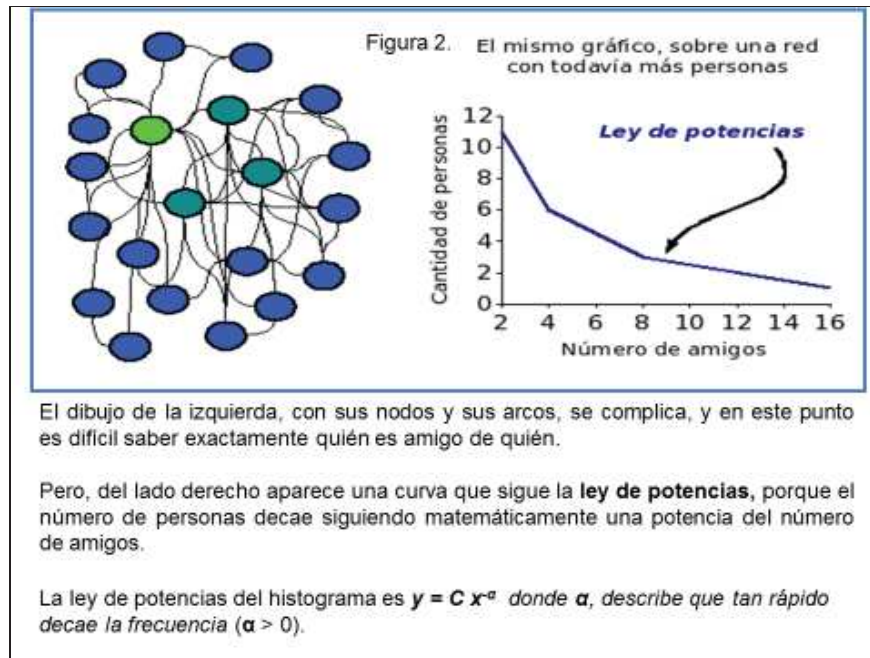 Figura 2.
El mismo gráfico, sobre una red
con todavía más personas
Cantidad de personas
12
10
8
6
4
2
0
Ley de potencias
2 4 6 8 10 12 14 16
Número de amigos
El dibujo de la izquierda, con sus nodos y sus arcos, se complica, y en este punto
es difícil saber exactamente quién es amigo de quién.
Pero, del lado derecho aparece una curva que sigue la ley de potencias, porque el
número de personas decae siguiendo matemáticamente una potencia del número
de amigos.
La ley de potencias del histograma es y = C x⁻ᵅ donde α, describe que tan rápido
decae la frecuencia (α > 0).